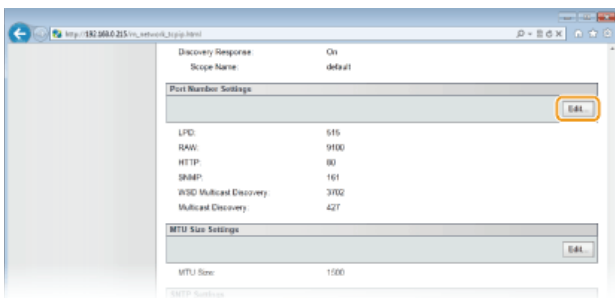 http://192.168.0.215/m_network_tcpip.html
Discovery Response: On
Scope Name: default
Port Number Settings
Edit...
LPD: 515
RAW: 9100
HTTP: 80
SNMP: 161
WSD Multicast Discovery: 3702
Multicast Discovery: 427
MTU Size Settings
Edit...
MTU Size: 1500
SNTP Settings